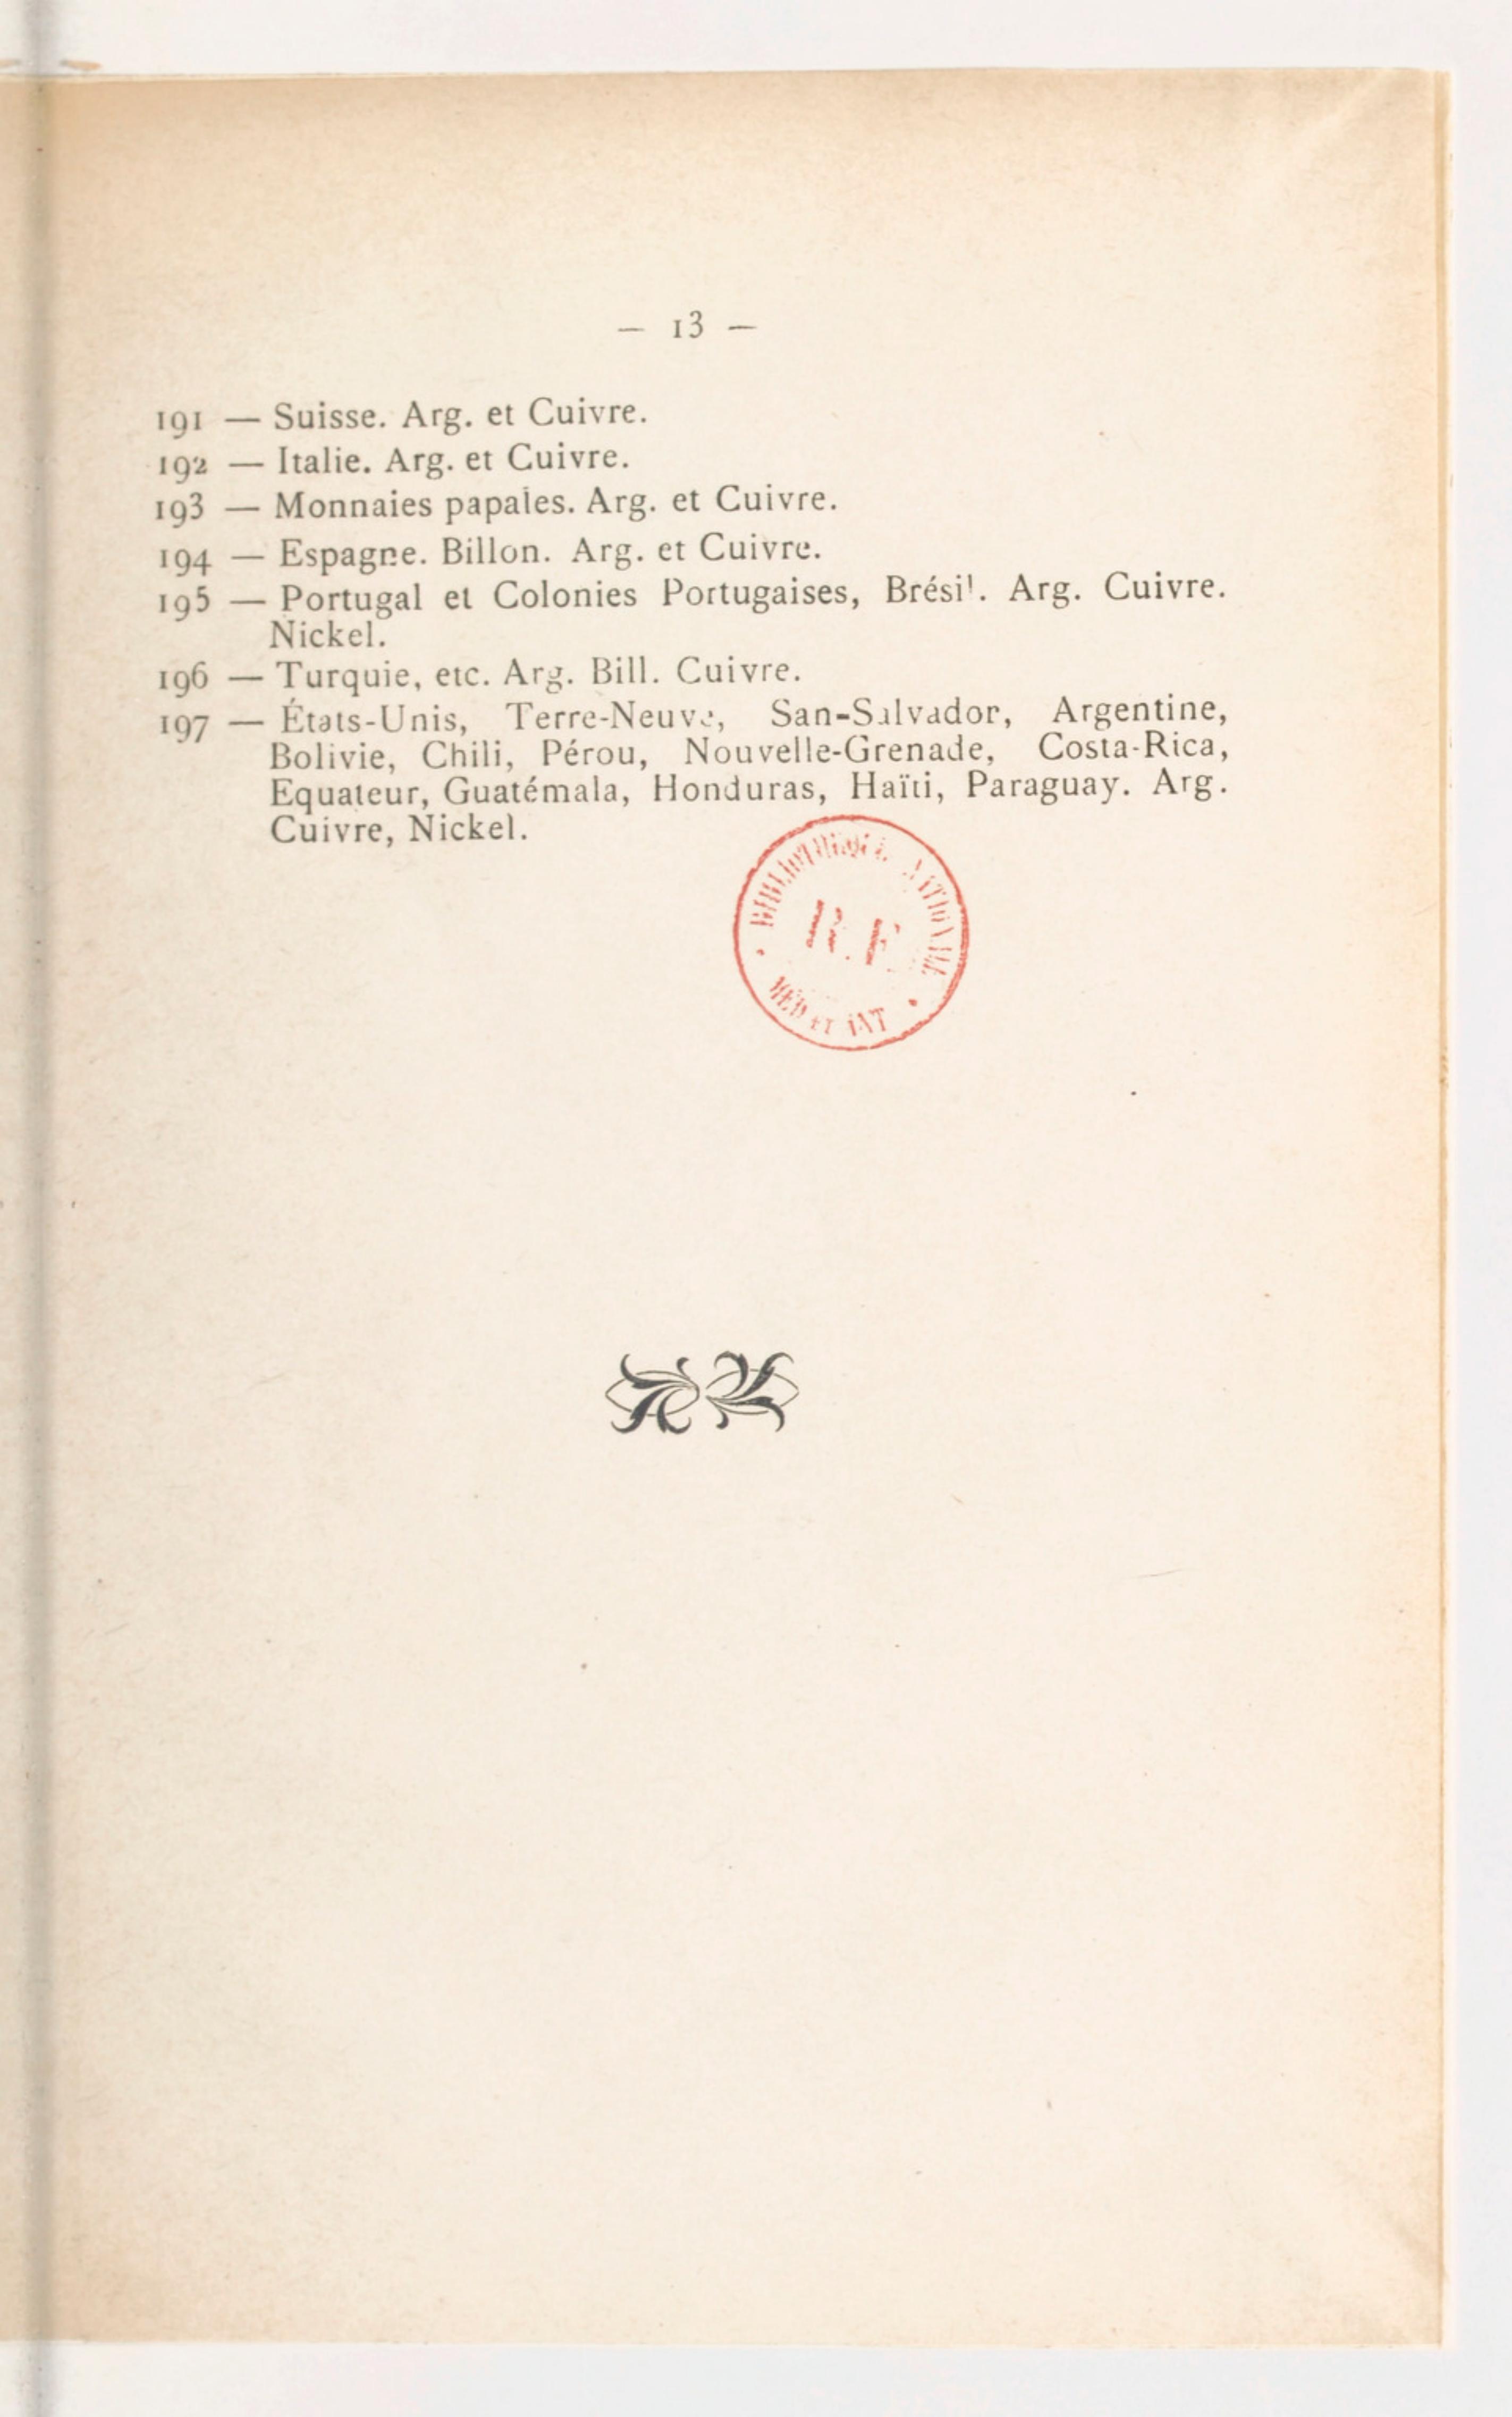 — 13 —
191 — Suisse. Arg. et Cuivre.
192 — Italie. Arg. et Cuivre.
193 — Monnaies papales. Arg. et Cuivre.
194 — Espagne. Billon. Arg. et Cuivre.
195 — Portugal et Colonies Portugaises, Brésil. Arg. Cuivre.
Nickel.
196 — Turquie, etc. Arg. Bill. Cuivre.
197 — États-Unis, Terre-Neuve, San-Salvador, Argentine,
Bolivie, Chili, Pérou, Nouvelle-Grenade, Costa-Rica,
Equateur, Guatémala, Honduras, Haïti, Paraguay. Arg.
Cuivre, Nickel.
BIBLIOTHÈQUE NATIONALE
R.F.
MÉD ET ANT